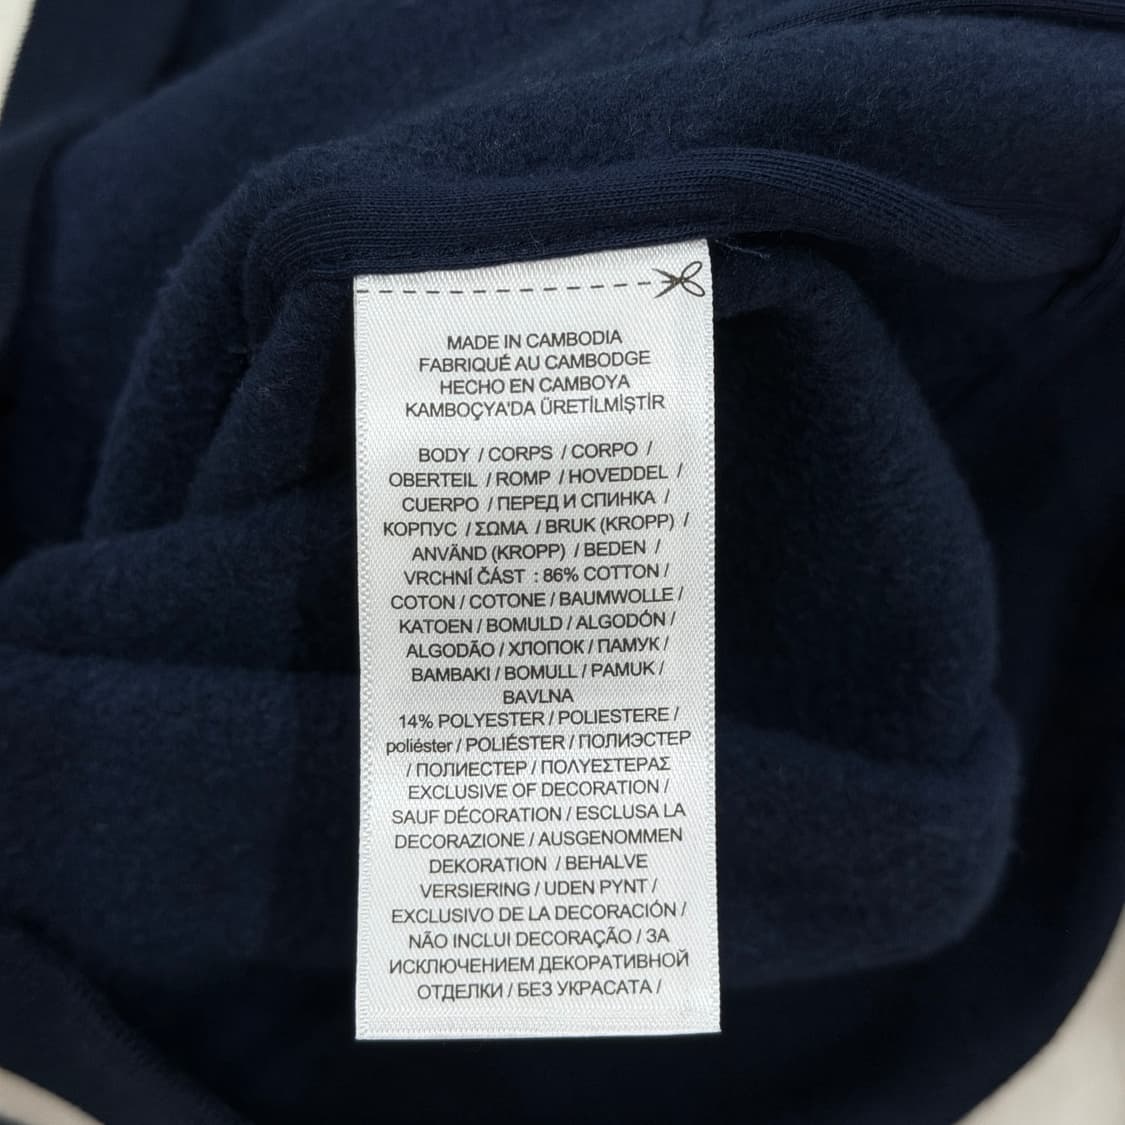 MADE IN CAMBODIA
FABRIQUÉ AU CAMBODGE
HECHO EN CAMBOYA
KAMBOÇYA'DA ÜRETİLMİŞTİR
BODY / CORPS / CORPO /
OBERTEIL / ROMP / HOVEDDEL /
CUERPO / ПЕРЕД И СПИНКА /
КОРПУС / ΣΩΜΑ / BRUK (KROPP) /
ANVÄND (KROPP) / BEDEN /
VRCHNÍ ČÁST : 86% COTTON /
COTON / COTONE / BAUMWOLLE /
KATOEN / BOMULD / ALGODÓN /
ALGODÃO / ХЛОПОК / ПАМУК /
BAMBAKI / BOMULL / PAMUK /
BAVLNA
14% POLYESTER / POLIESTERE /
poliéster / POLIÉSTER / ПОЛИЭСТЕР
/ ПОЛИЕСТЕР / ΠΟΛΥΕΣΤΕΡΑΣ
EXCLUSIVE OF DECORATION /
SAUF DÉCORATION / ESCLUSA LA
DECORAZIONE / AUSGENOMMEN
DEKORATION / BEHALVE
VERSIERING / UDEN PYNT /
EXCLUSIVO DE LA DECORACIÓN /
NÃO INCLUI DECORAÇÃO / ЗА
ИСКЛЮЧЕНИЕМ ДЕКОРАТИВНОЙ
ОТДЕЛКИ / БЕЗ УКРАСАТА /